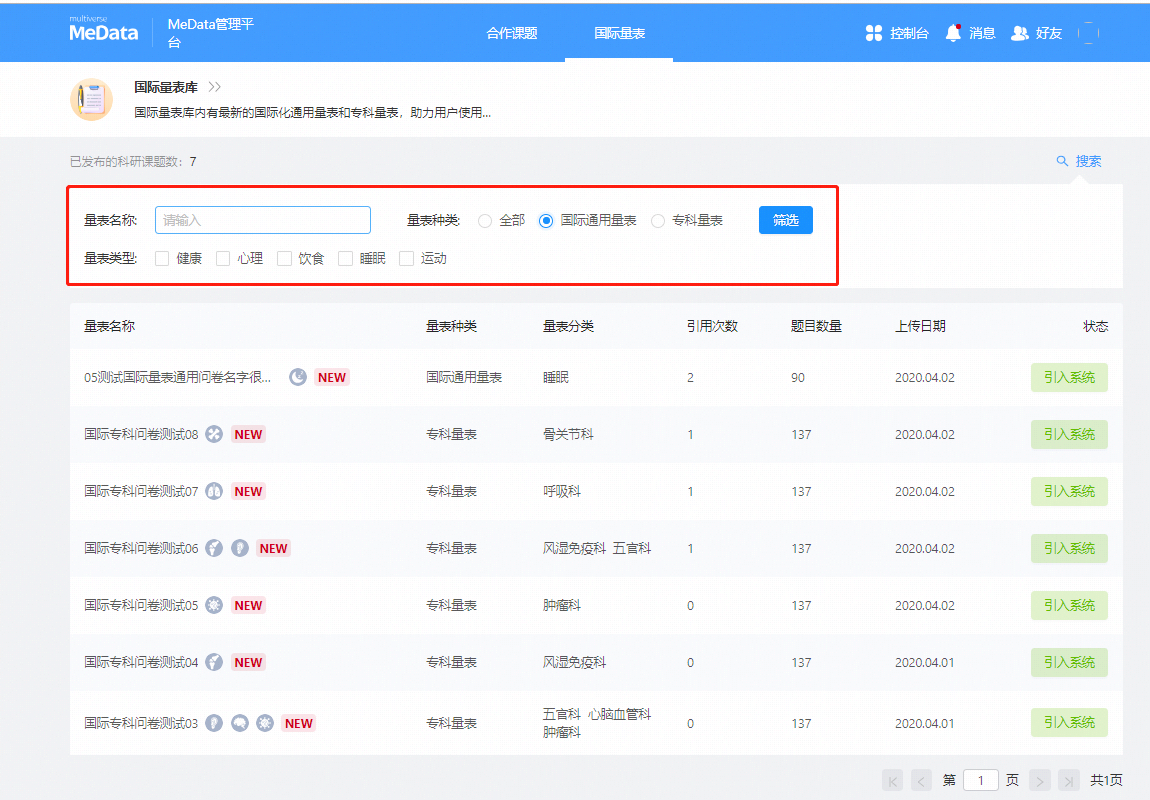 multiverse
MeData
MeData管理平
台
合作课题
国际量表
控制台
消息
好友
国际量表库
国际量表库内有最新的国际化通用量表和专科量表，助力用户使用...
已发布的科研课题数：7
搜索
量表名称:
请输入
量表种类:
全部
国际通用量表
专科量表
筛选
量表类型:
健康
心理
饮食
睡眠
运动
量表名称 量表种类 量表分类 引用次数 题目数量 上传日期 状态
05测试国际量表通用问卷名字很... NEW 国际通用量表 睡眠 2 90 2020.04.02 引入系统
国际专科问卷测试08 NEW 专科量表 骨关节科 1 137 2020.04.02 引入系统
国际专科问卷测试07 NEW 专科量表 呼吸科 1 137 2020.04.02 引入系统
国际专科问卷测试06 NEW 专科量表 风湿免疫科 五官科 1 137 2020.04.02 引入系统
国际专科问卷测试05 NEW 专科量表 肿瘤科 0 137 2020.04.02 引入系统
国际专科问卷测试04 NEW 专科量表 风湿免疫科 0 137 2020.04.01 引入系统
国际专科问卷测试03 NEW 专科量表 五官科 心脑血管科
肿瘤科 0 137 2020.04.01 引入系统
第 1 页 共1页